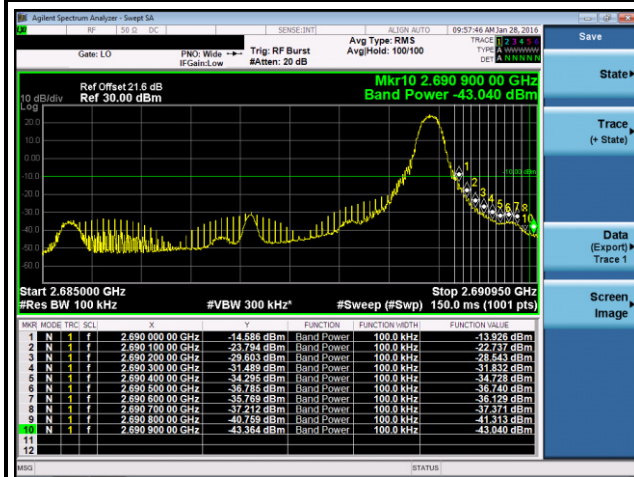 Agilent Spectrum Analyzer - Swept SA
RF 50 Ω DC SENSE:INT ALIGN AUTO 09:57:46 AM Jan 26, 2016
Gate: LO PNO: Wide Trig: RF Burst Avg Type: RMS TRACE 1 2 3 4 5 6
IFGain:Low #Atten: 20 dB Avg|Hold: 100/100 TYPE A WWWWW
DET A N N N N N
Ref Offset 21.6 dB Mkr10 2.690 900 00 GHz
10 dB/div Ref 30.00 dBm Band Power -43.040 dBm
Log
20.0
10.0
0.00
-10.0
-20.0
-30.0
-40.0
-50.0
-60.0
-10.00 dBm
1
2
3
4
5
6
7
8
10
Start 2.685000 GHz Stop 2.690950 GHz
#Res BW 100 kHz #VBW 300 kHz* #Sweep (#Swp) 150.0 ms (1001 pts)
MKR MODE TRC SCL X Y FUNCTION FUNCTION WIDTH FUNCTION VALUE
1 N 1 f 2.690 000 00 GHz -14.586 dBm Band Power 100.0 kHz -13.926 dBm
2 N 1 f 2.690 100 00 GHz -23.794 dBm Band Power 100.0 kHz -22.737 dBm
3 N 1 f 2.690 200 00 GHz -29.603 dBm Band Power 100.0 kHz -28.543 dBm
4 N 1 f 2.690 300 00 GHz -31.489 dBm Band Power 100.0 kHz -31.832 dBm
5 N 1 f 2.690 400 00 GHz -34.295 dBm Band Power 100.0 kHz -34.728 dBm
6 N 1 f 2.690 500 00 GHz -36.785 dBm Band Power 100.0 kHz -36.740 dBm
7 N 1 f 2.690 600 00 GHz -35.769 dBm Band Power 100.0 kHz -36.129 dBm
8 N 1 f 2.690 700 00 GHz -37.212 dBm Band Power 100.0 kHz -37.371 dBm
9 N 1 f 2.690 800 00 GHz -40.759 dBm Band Power 100.0 kHz -41.313 dBm
10 N 1 f 2.690 900 00 GHz -43.364 dBm Band Power 100.0 kHz -43.040 dBm
11
12
MSG STATUS
Save
State
Trace
(+ State)
Data
(Export)
Trace 1
Screen
Image